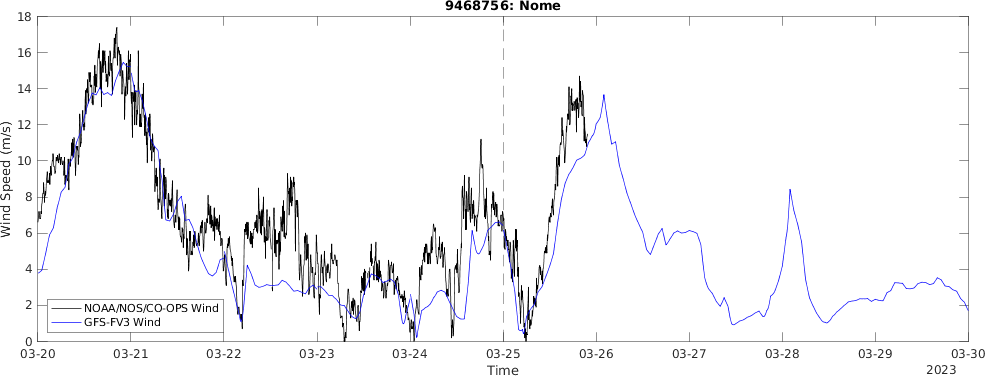 9468756: Nome
18
16
14
12
10
8
6
4
2
0
Wind Speed (m/s)
NOAA/NOS/CO-OPS Wind
GFS-FV3 Wind
03-20 03-21 03-22 03-23 03-24 03-25 03-26 03-27 03-28 03-29 03-30
Time
2023